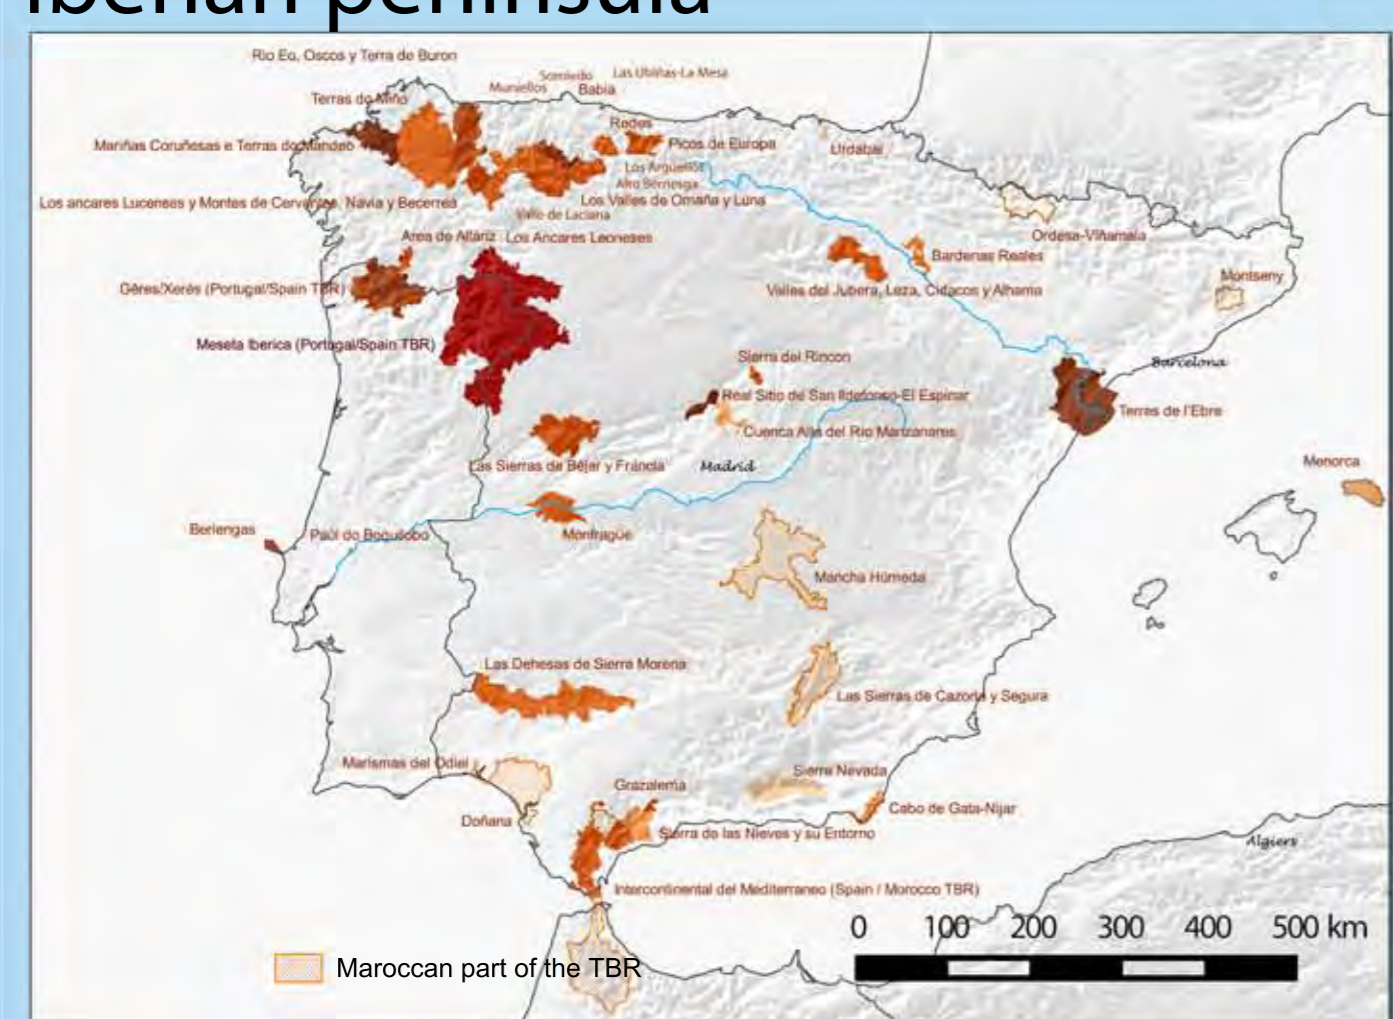 Iberian peninsula
Rio Eo, Oscos y Terra de Buron
Somiedo
Las Ubiñas-La Mesa
Muniellos
Babia
Terras do Miño
Redes
Mariñas Coruñesas e Terras do Mandeo
Picos de Europa
Urdabai
Los Argüellos
Alto Bernesga
Los ancares Lucenses y Montes de Cervantes, Navia y Becerrea
Los Valles de Omaña y Luna
Valle de Laciana
Area de Allariz
Los Ancares Leoneses
Ordesa-Viñamala
Bardenas Reales
Montseny
Gêres/Xerés (Portugal/Spain TBR)
Valles del Jubera, Leza, Cidacos y Alhama
Meseta Iberica (Portugal/Spain TBR)
Sierra del Rincon
Barcelona
Real Sitio de San Ildefonso-El Espinar
Terres de l'Ebre
Cuenca Alta del Rio Manzanares
Las Sierras de Béjar y Francia
Madrid
Menorca
Berlengas
Paúl do Boquilobo
Monfragüe
Mancha Húmeda
Las Dehesas de Sierra Morena
Las Sierras de Cazorla y Segura
Marismas del Odiel
Sierra Nevada
Grazalema
Cabo de Gata-Nijar
Doñana
Sierra de las Nieves y su Entorno
Algiers
Intercontinental del Mediterraneo (Spain / Morocco TBR)
0 100 200 300 400 500 km
Maroccan part of the TBR